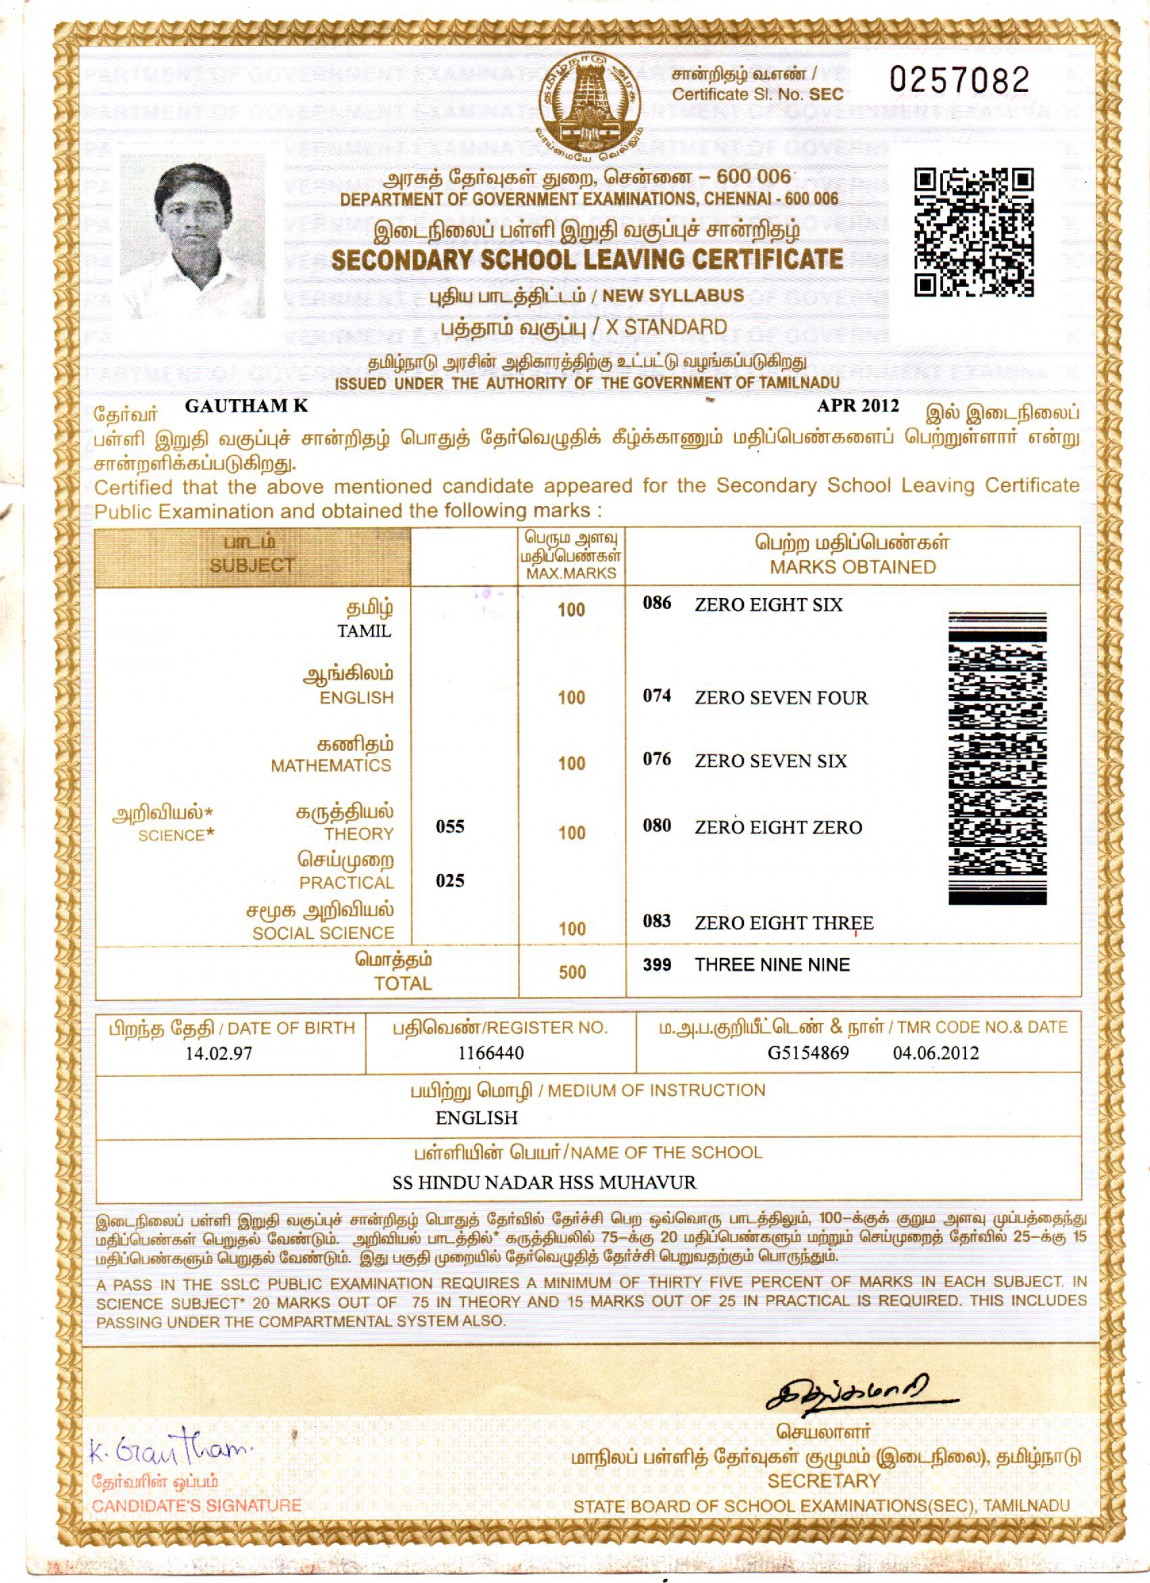 தமிழ்நாடு அரசு
வாய்மையே வெல்லும்
சான்றிதழ் வ.எண் /
Certificate Sl. No. SEC 0257082
அரசுத் தேர்வுகள் துறை, சென்னை – 600 006
DEPARTMENT OF GOVERNMENT EXAMINATIONS, CHENNAI - 600 006
இடைநிலைப் பள்ளி இறுதி வகுப்புச் சான்றிதழ்
SECONDARY SCHOOL LEAVING CERTIFICATE
புதிய பாடத்திட்டம் / NEW SYLLABUS
பத்தாம் வகுப்பு / X STANDARD
தமிழ்நாடு அரசின் அதிகாரத்திற்கு உட்பட்டு வழங்கப்படுகிறது
ISSUED UNDER THE AUTHORITY OF THE GOVERNMENT OF TAMILNADU
தேர்வர் GAUTHAM K APR 2012 இல் இடைநிலைப்
பள்ளி இறுதி வகுப்புச் சான்றிதழ் பொதுத் தேர்வெழுதிக் கீழ்க்காணும் மதிப்பெண்களைப் பெற்றுள்ளார் என்று
சான்றளிக்கப்படுகிறது.
Certified that the above mentioned candidate appeared for the Secondary School Leaving Certificate
Public Examination and obtained the following marks :
பாடம்
SUBJECT
பெரும அளவு
மதிப்பெண்கள்
MAX.MARKS
பெற்ற மதிப்பெண்கள்
MARKS OBTAINED
தமிழ்
TAMIL 100 086 ZERO EIGHT SIX
ஆங்கிலம்
ENGLISH 100 074 ZERO SEVEN FOUR
கணிதம்
MATHEMATICS 100 076 ZERO SEVEN SIX
அறிவியல்* கருத்தியல்
SCIENCE* THEORY 055 100 080 ZERO EIGHT ZERO
செய்முறை
PRACTICAL 025
சமூக அறிவியல்
SOCIAL SCIENCE 100 083 ZERO EIGHT THREE
மொத்தம்
TOTAL 500 399 THREE NINE NINE
பிறந்த தேதி / DATE OF BIRTH
14.02.97
பதிவெண்/REGISTER NO.
1166440
ம.அ.ப.குறியீட்டெண் & நாள் / TMR CODE NO.& DATE
G5154869 04.06.2012
பயிற்று மொழி / MEDIUM OF INSTRUCTION
ENGLISH
பள்ளியின் பெயர்/NAME OF THE SCHOOL
SS HINDU NADAR HSS MUHAVUR
இடைநிலைப் பள்ளி இறுதி வகுப்புச் சான்றிதழ் பொதுத் தேர்வில் தேர்ச்சி பெற ஒவ்வொரு பாடத்திலும், 100–க்குக் குறும அளவு முப்பத்தைந்து
மதிப்பெண்கள் பெறுதல் வேண்டும். அறிவியல் பாடத்தில்* கருத்தியலில் 75–க்கு 20 மதிப்பெண்களும் மற்றும் செய்முறைத் தேர்வில் 25–க்கு 15
மதிப்பெண்களும் பெறுதல் வேண்டும். இது பகுதி முறையில் தேர்வெழுதித் தேர்ச்சி பெறுவதற்கும் பொருந்தும்.
A PASS IN THE SSLC PUBLIC EXAMINATION REQUIRES A MINIMUM OF THIRTY FIVE PERCENT OF MARKS IN EACH SUBJECT. IN
SCIENCE SUBJECT* 20 MARKS OUT OF 75 IN THEORY AND 15 MARKS OUT OF 25 IN PRACTICAL IS REQUIRED. THIS INCLUDES
PASSING UNDER THE COMPARTMENTAL SYSTEM ALSO.
K. Gautham.
தேர்வரின் ஒப்பம்
CANDIDATE'S SIGNATURE
செயலாளர்
மாநிலப் பள்ளித் தேர்வுகள் குழுமம் (இடைநிலை), தமிழ்நாடு
SECRETARY
STATE BOARD OF SCHOOL EXAMINATIONS(SEC), TAMILNADU